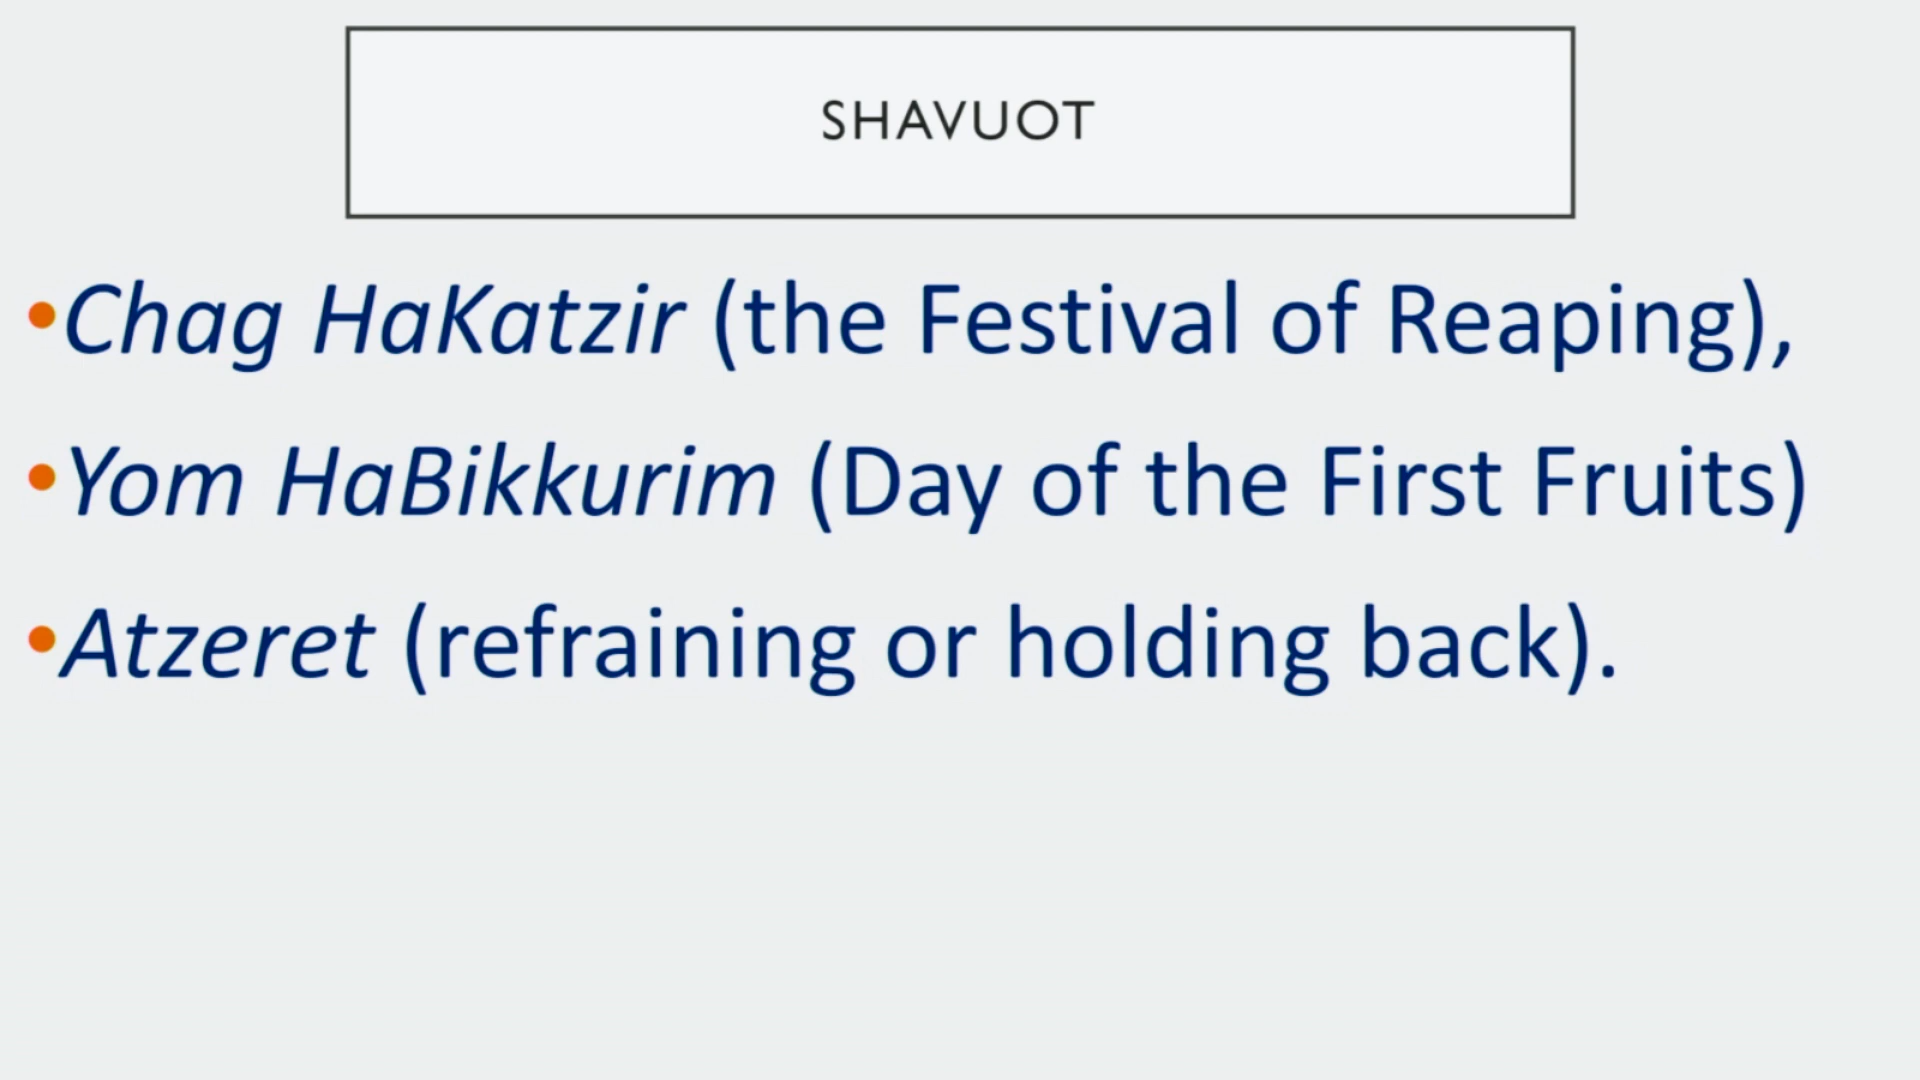 SHAVUOT
•Chag HaKatzir (the Festival of Reaping),
•Yom HaBikkurim (Day of the First Fruits)
•Atzeret (refraining or holding back).